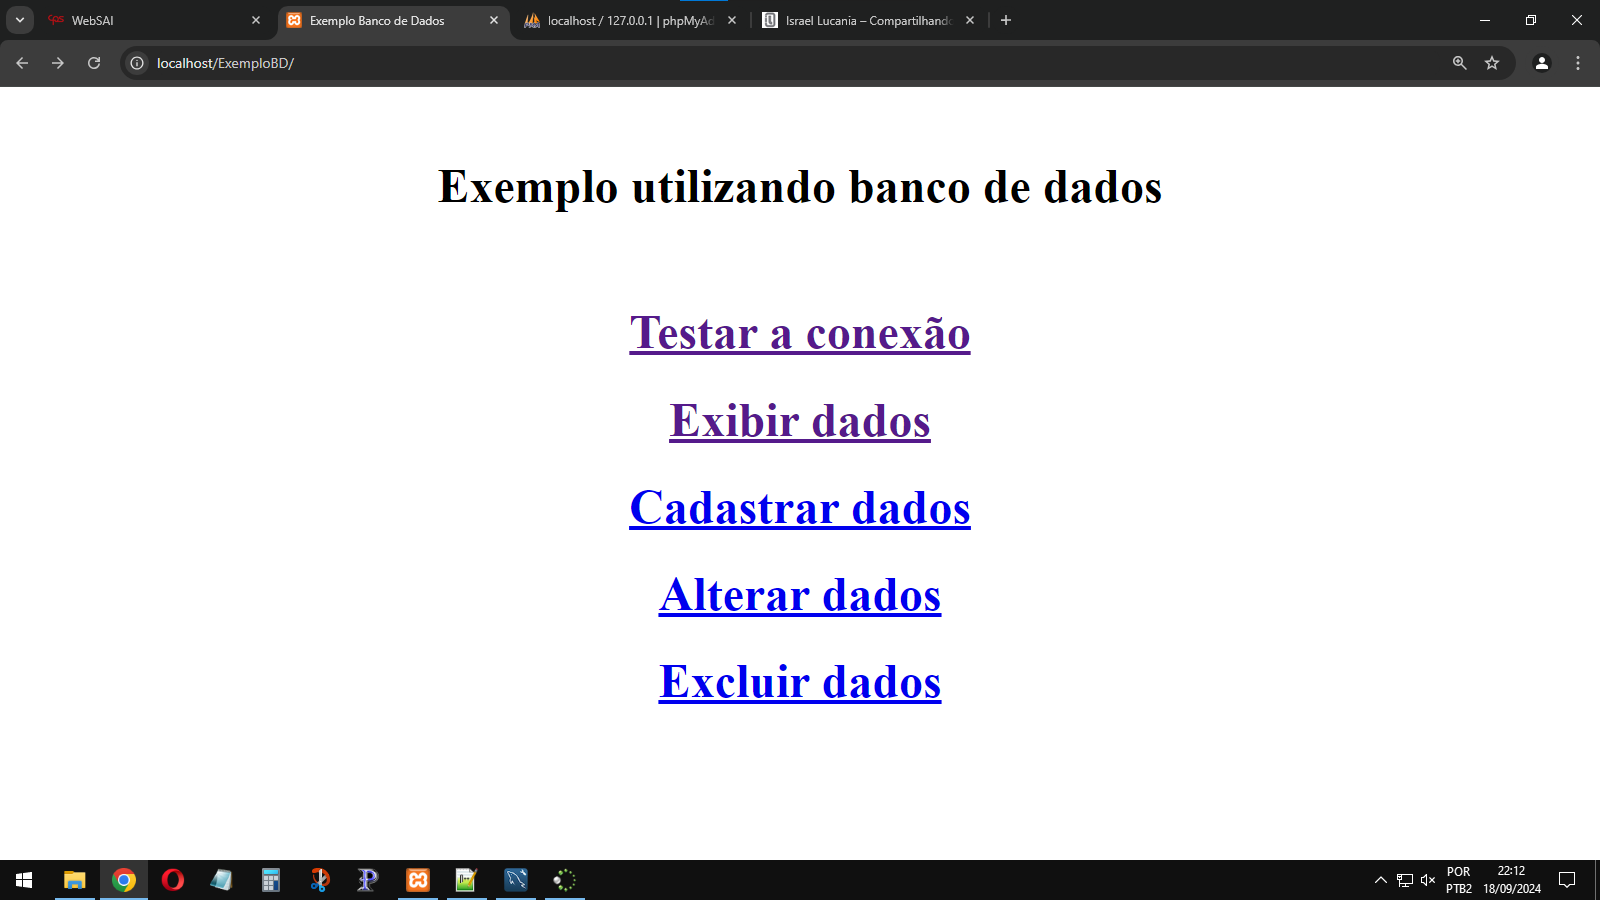 WebSAI
Exemplo Banco de Dados
localhost / 127.0.0.1 | phpMyAd
Israel Lucania – Compartilhando
localhost/ExemploBD/
Exemplo utilizando banco de dados
Testar a conexão
Exibir dados
Cadastrar dados
Alterar dados
Excluir dados
POR
PTB2
22:12
18/09/2024